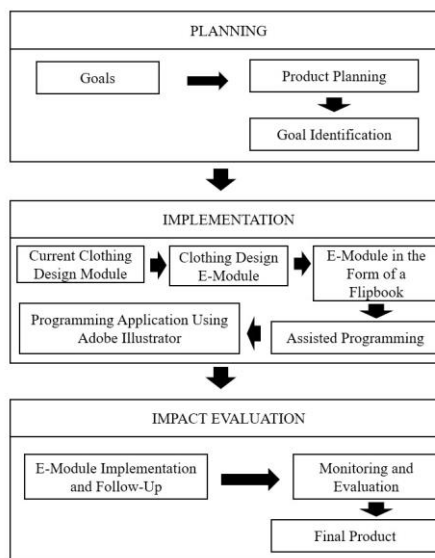 PLANNING
Goals
Product Planning
Goal Identification
IMPLEMENTATION
Current Clothing
Design Module
Clothing Design
E-Module
E-Module in the
Form of a
Flipbook
Assisted Programming
Programming Application Using
Adobe Illustrator
IMPACT EVALUATION
E-Module Implementation
and Follow-Up
Monitoring and
Evaluation
Final Product